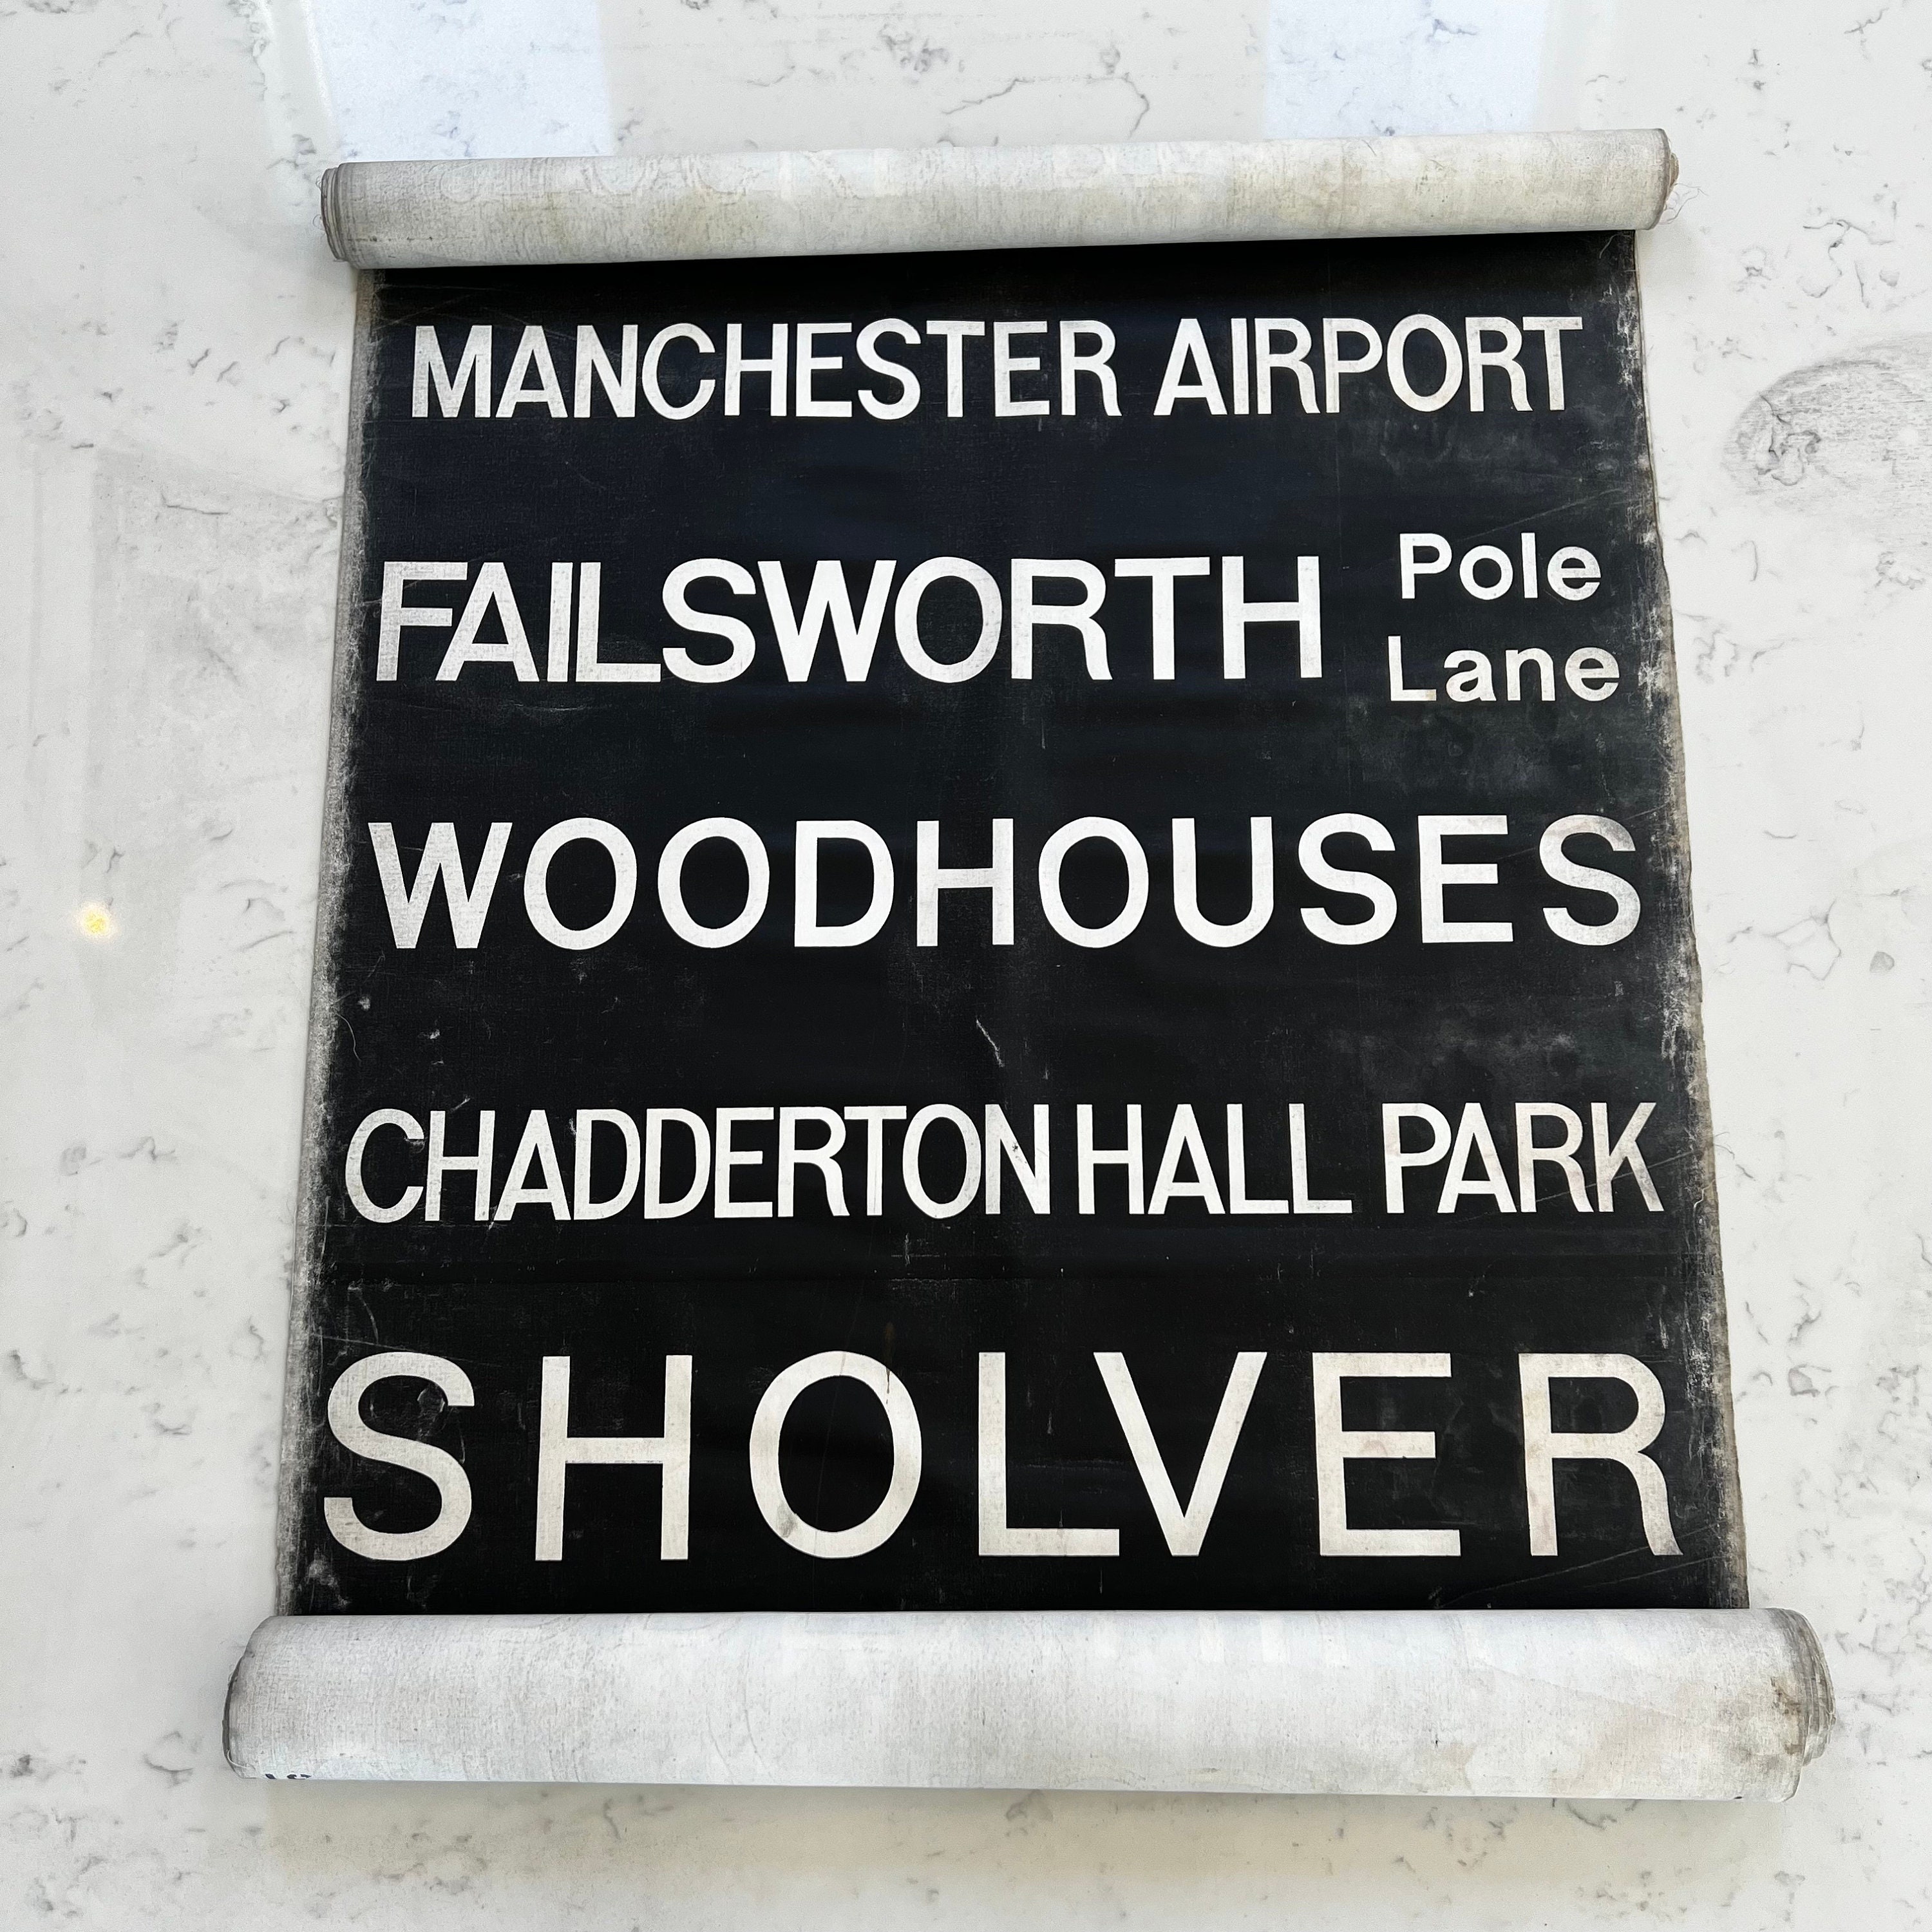 MANCHESTER AIRPORT
FAILSWORTH Pole Lane
WOODHOUSES
CHADDERTON HALL PARK
SHOLVER